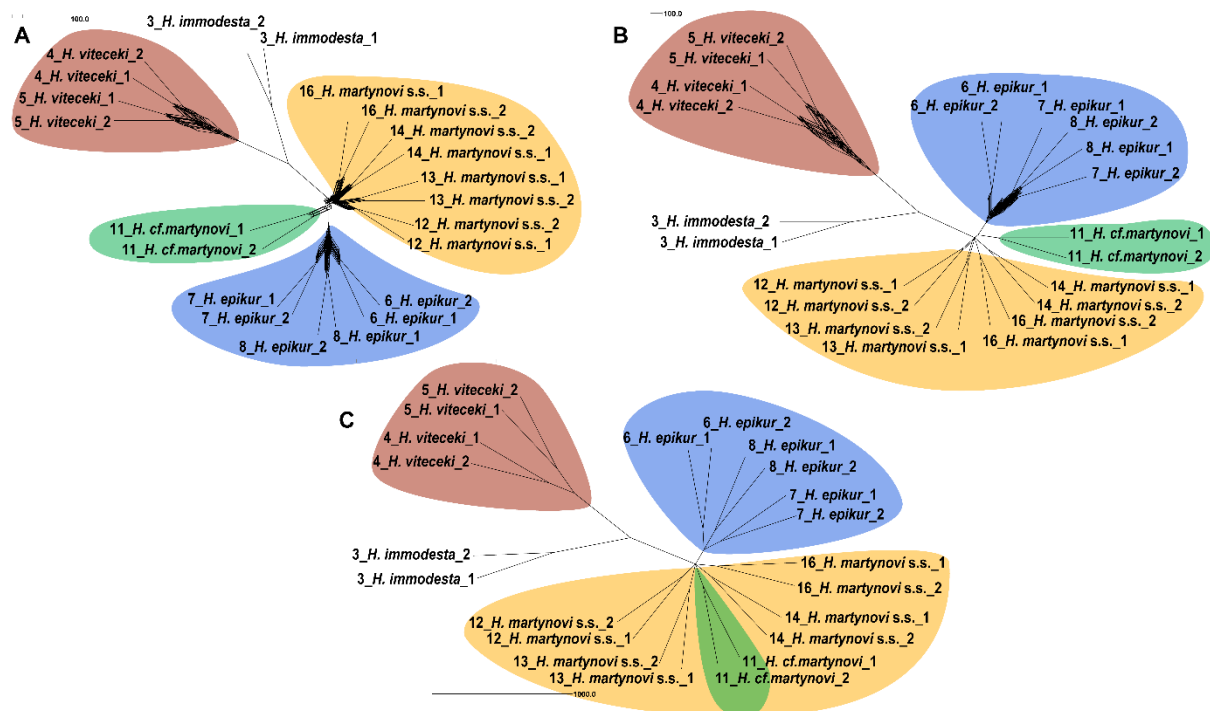 100.0
A
3_H. immodesta_2
3_H. immodesta_1
4_H. viteceki_2
4_H. viteceki_1
5_H. viteceki_1
5_H. viteceki_2
16_H. martynovi s.s._1
16_H. martynovi s.s._2
14_H. martynovi s.s._2
14_H. martynovi s.s._1
13_H. martynovi s.s._1
13_H. martynovi s.s._2
12_H. martynovi s.s._2
12_H. martynovi s.s._1
11_H. cf.martynovi_1
11_H. cf.martynovi_2
7_H. epikur_1
7_H. epikur_2
8_H. epikur_2
8_H. epikur_1
6_H. epikur_1
6_H. epikur_2
100.0
B
5_H. viteceki_2
5_H. viteceki_1
4_H. viteceki_1
4_H. viteceki_2
6_H. epikur_1
6_H. epikur_2
7_H. epikur_1
8_H. epikur_2
8_H. epikur_1
7_H. epikur_2
3_H. immodesta_2
3_H. immodesta_1
11_H. cf.martynovi_1
11_H. cf.martynovi_2
12_H. martynovi s.s._1
12_H. martynovi s.s._2
13_H. martynovi s.s._2
13_H. martynovi s.s._1
14_H. martynovi s.s._1
14_H. martynovi s.s._2
16_H. martynovi s.s._2
16_H. martynovi s.s._1
C
5_H. viteceki_2
5_H. viteceki_1
4_H. viteceki_1
4_H. viteceki_2
6_H. epikur_2
6_H. epikur_1
8_H. epikur_1
8_H. epikur_2
7_H. epikur_1
7_H. epikur_2
3_H. immodesta_2
3_H. immodesta_1
16_H. martynovi s.s._1
16_H. martynovi s.s._2
14_H. martynovi s.s._1
14_H. martynovi s.s._2
12_H. martynovi s.s._2
12_H. martynovi s.s._1
13_H. martynovi s.s._2
13_H. martynovi s.s._1
11_H. cf.martynovi_1
11_H. cf.martynovi_2
1000.0